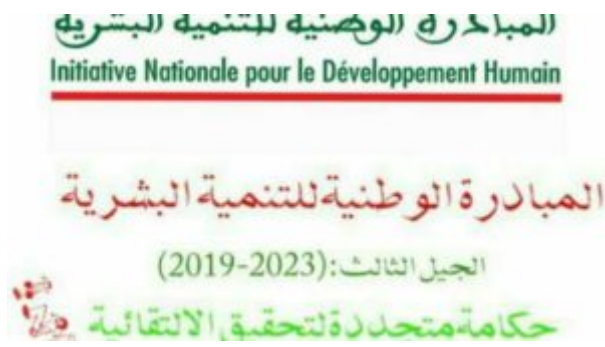 المبادرة الوطنية للتنمية البشرية
Initiative Nationale pour le Développement Humain
المبادرة الوطنية للتنمية البشرية
الجيل الثالث:(2019-2023)
حكامة متجددة لتحقيق الالتقائية